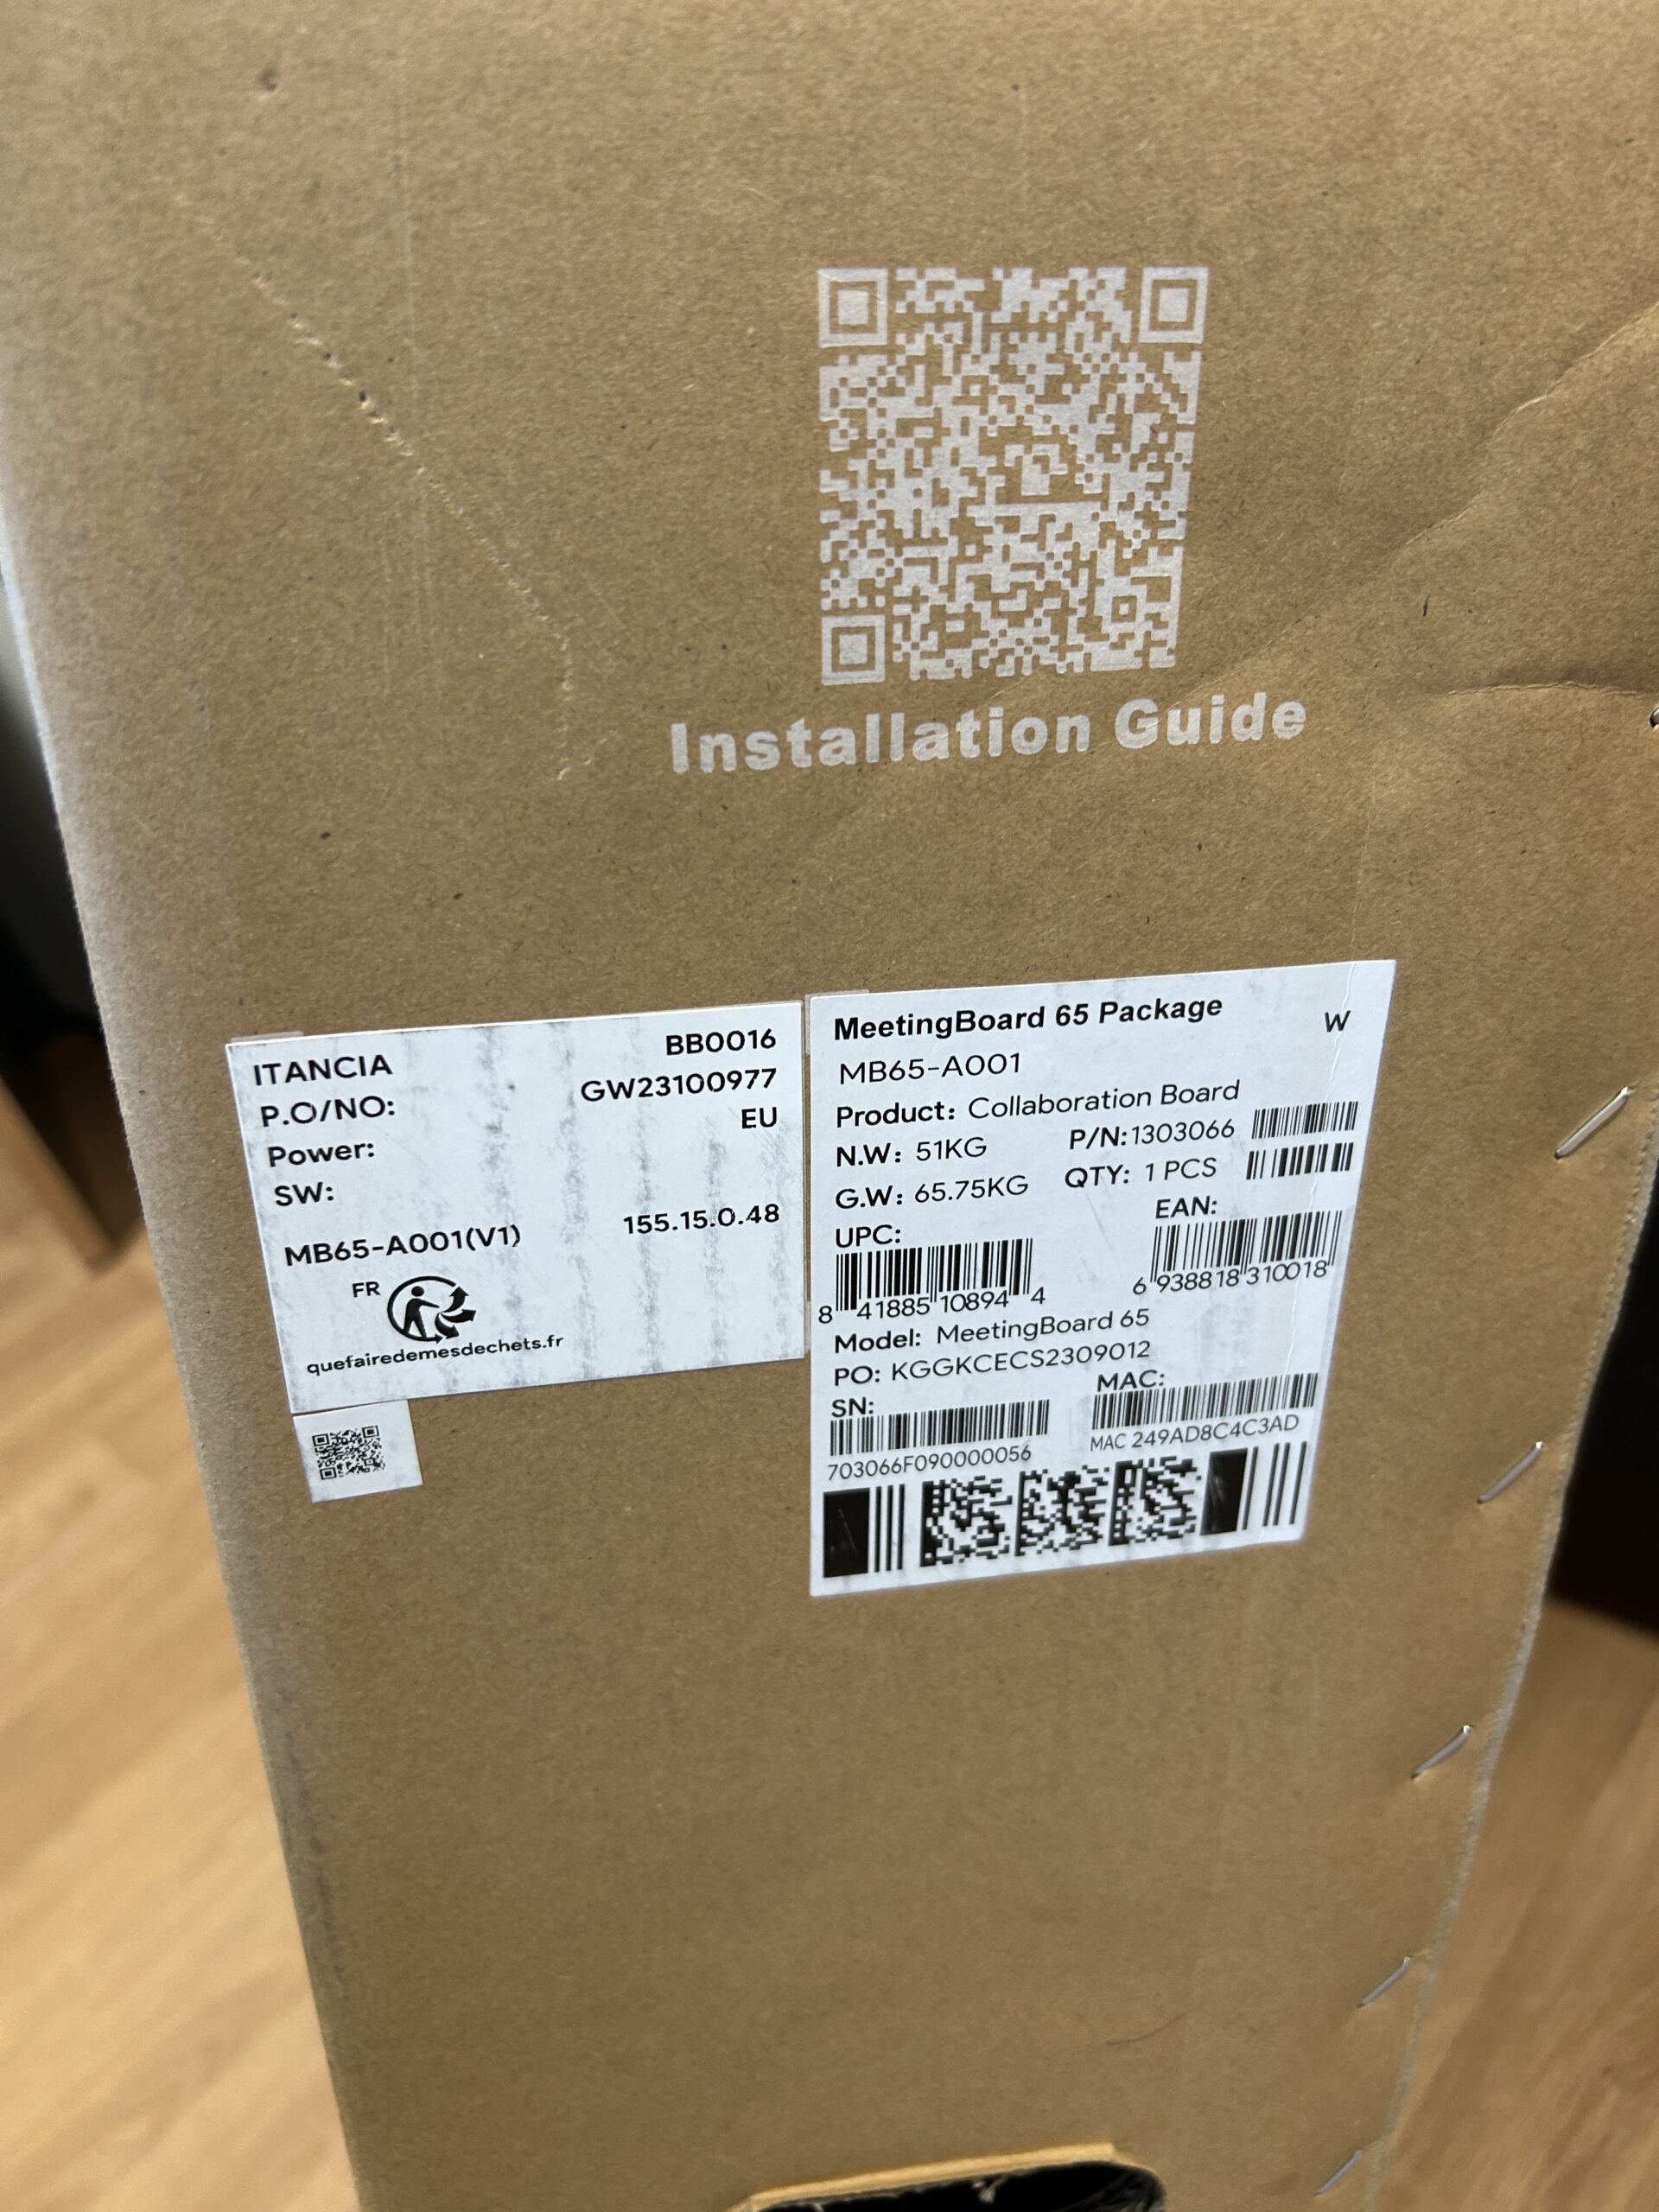 Installation Guide
ITANCIA BB0016
P.O/NO: GW23100977
Power: EU
SW:
MB65-A001(V1) 155.15.0.48
FR
quefairedemesdechets.fr
MeetingBoard 65 Package W
MB65-A001
Product: Collaboration Board
N.W: 51KG P/N:1303066
G.W: 65.75KG QTY: 1 PCS
UPC: EAN:
8 41885 10894 4 6 938818 310018
Model: MeetingBoard 65
PO: KGGKCECS2309012
SN: MAC:
703066F090000056 MAC 249AD8C4C3AD